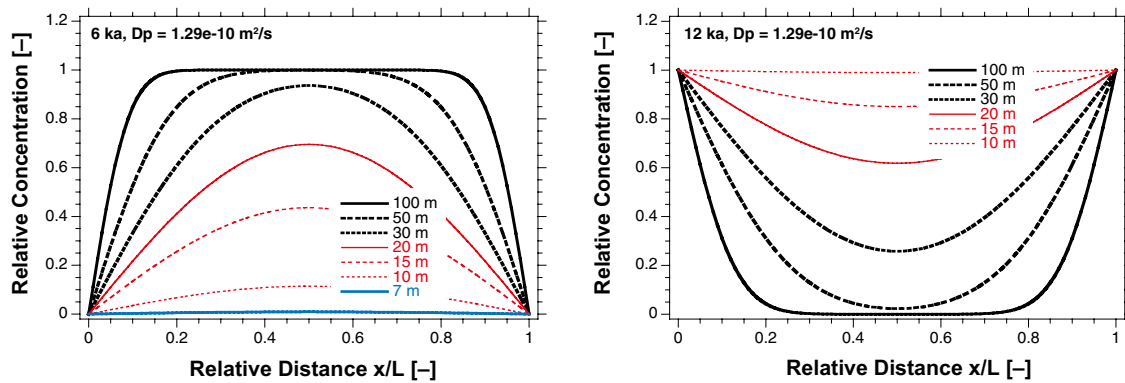 6 ka, Dp = 1.29e-10 m²/s
Relative Concentration [–]
1.2
1
0.8
0.6
0.4
0.2
0
100 m
50 m
30 m
20 m
15 m
10 m
7 m
0
0.2
0.4
0.6
0.8
1
Relative Distance x/L [–]
12 ka, Dp = 1.29e-10 m²/s
Relative Concentration [–]
1.2
1
0.8
0.6
0.4
0.2
0
100 m
50 m
30 m
20 m
15 m
10 m
0
0.2
0.4
0.6
0.8
1
Relative Distance x/L [–]